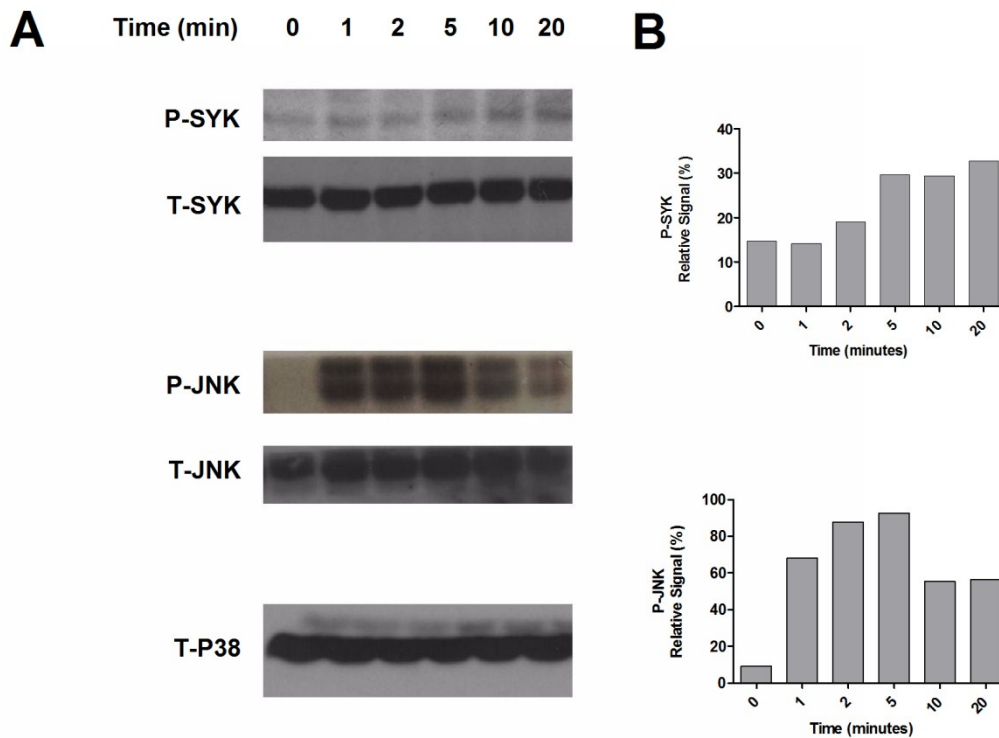 A
Time (min) 0 1 2 5 10 20
P-SYK
T-SYK
P-JNK
T-JNK
T-P38
B
P-SYK
Relative Signal (%)
40
30
20
10
0
0 1 2 5 10 20
Time (minutes)
P-JNK
Relative Signal (%)
100
80
60
40
20
0
0 1 2 5 10 20
Time (minutes)